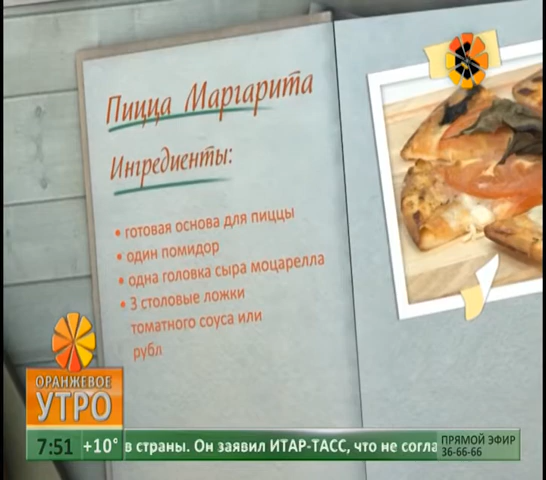 Пицца Маргарита
Ингредиенты:
• готовая основа для пиццы
• один помидор
• одна головка сыра моцарелла
• 3 столовые ложки
томатного соуса или
рубл
ОРАНЖЕВОЕ
УТРО
7:51 +10° в страны. Он заявил ИТАР-ТАСС, что не согла
ПРЯМОЙ ЭФИР
36-66-66